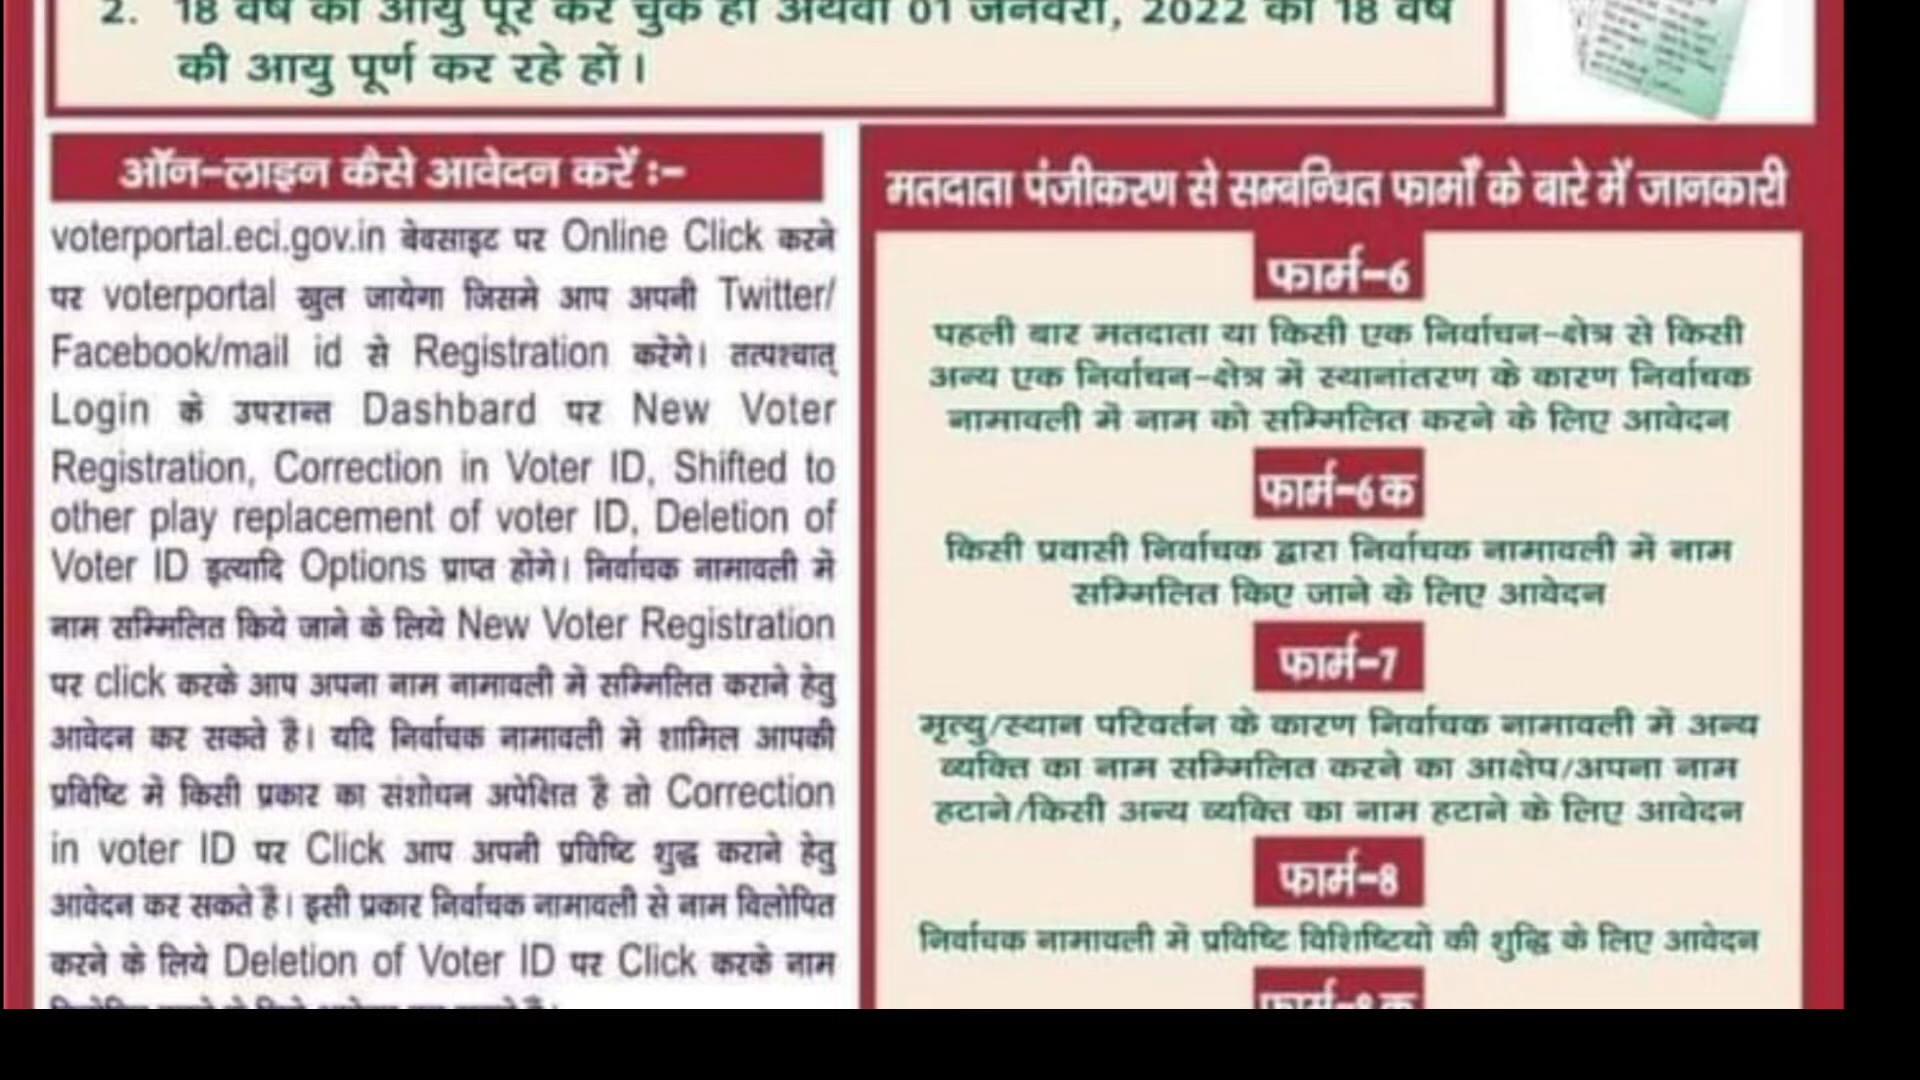 2. 18 वर्ष की आयु पूर कर चुके हों अथवा 01 जनवरी, 2022 को 18 वर्ष
की आयु पूर्ण कर रहे हों।
ऑन-लाइन कैसे आवेदन करें :-
voterportal.eci.gov.in वेबसाइट पर Online Click करने
पर voterportal खुल जायेगा जिसमे आप अपनी Twitter/
Facebook/mail id से Registration करेंगे। तत्पश्चात्
Login के उपरान्त Dashbard पर New Voter
Registration, Correction in Voter ID, Shifted to
other play replacement of voter ID, Deletion of
Voter ID इत्यादि Options प्राप्त होंगे। निर्वाचक नामावली में
नाम सम्मिलित किये जाने के लिये New Voter Registration
पर click करके आप अपना नाम नामावली में सम्मिलित कराने हेतु
आवेदन कर सकते है। यदि निर्वाचक नामावली में शामिल आपकी
प्रविष्टि में किसी प्रकार का संशोधन अपेक्षित है तो Correction
in voter ID पर Click आप अपनी प्रविष्टि शुद्ध कराने हेतु
आवेदन कर सकते है। इसी प्रकार निर्वाचक नामावली से नाम विलोपित
करने के लिये Deletion of Voter ID पर Click करके नाम
मतदाता पंजीकरण से सम्बन्धित फार्मों के बारे में जानकारी
फार्म-6
पहली बार मतदाता या किसी एक निर्वाचन-क्षेत्र से किसी
अन्य एक निर्वाचन-क्षेत्र में स्थानांतरण के कारण निर्वाचक
नामावली में नाम को सम्मिलित करने के लिए आवेदन
फार्म-6क
किसी प्रवासी निर्वाचक द्वारा निर्वाचक नामावली में नाम
सम्मिलित किए जाने के लिए आवेदन
फार्म-7
मृत्यु/स्थान परिवर्तन के कारण निर्वाचक नामावली में अन्य
व्यक्ति का नाम सम्मिलित करने का आक्षेप/अपना नाम
हटाने/किसी अन्य व्यक्ति का नाम हटाने के लिए आवेदन
फार्म-8
निर्वाचक नामावली में प्रविष्टि विशिष्टियों की शुद्धि के लिए आवेदन
फार्म-8क